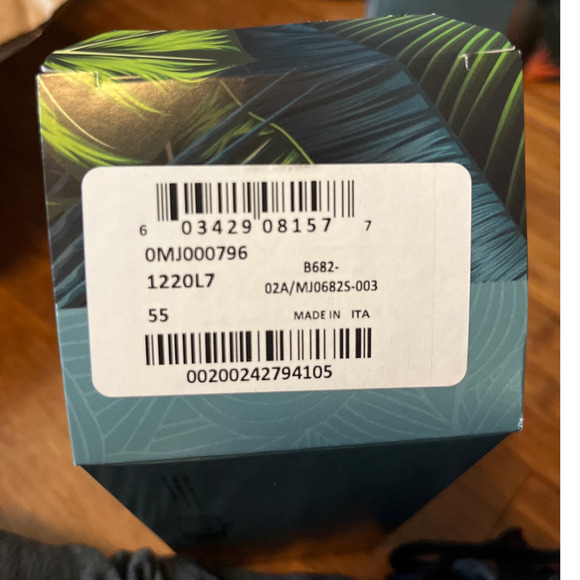 6 03429 08157 7
0MJ000796
1220L7
B682-
02A/MJ0682S-003
55
MADE IN ITA
00200242794105